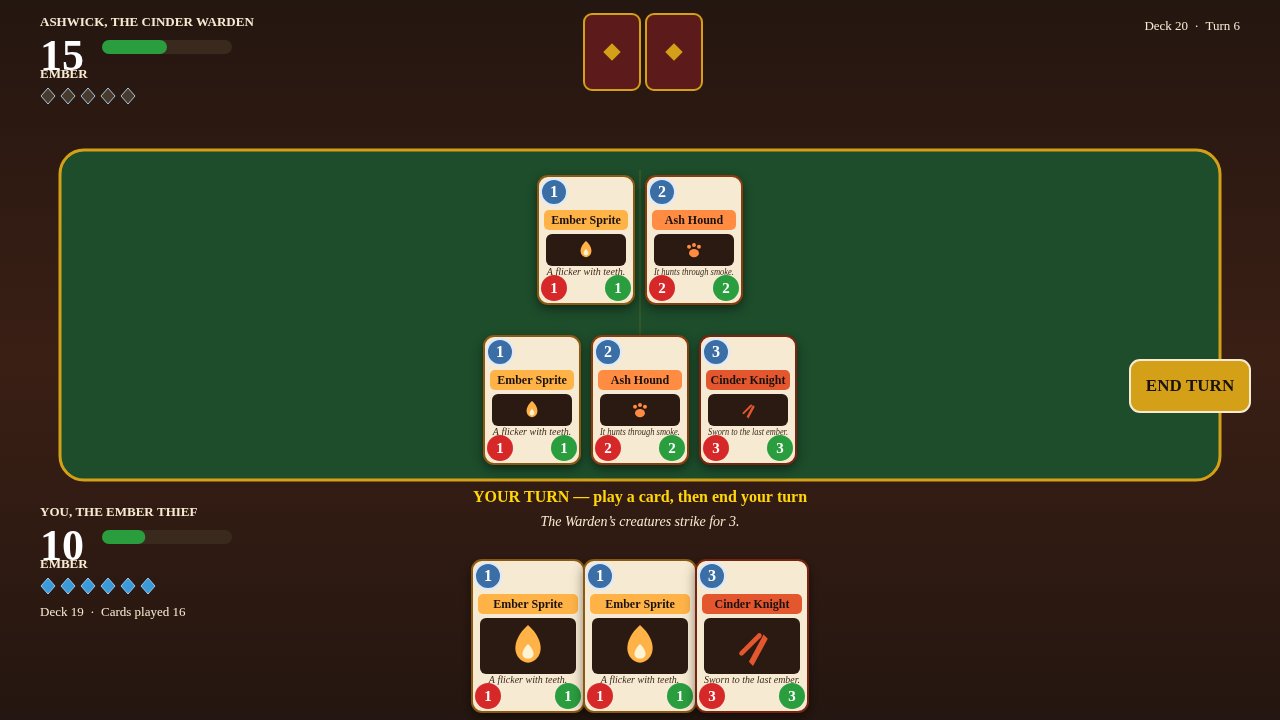 ASHWICK, THE CINDER WARDEN
15
EMBER
Deck 20 · Turn 6
1
Ember Sprite
A flicker with teeth.
1 1
2
Ash Hound
It hunts through smoke.
2 2
1
Ember Sprite
A flicker with teeth.
1 1
2
Ash Hound
It hunts through smoke.
2 2
3
Cinder Knight
Sworn to the last ember.
3 3
END TURN
YOUR TURN — play a card, then end your turn
The Warden’s creatures strike for 3.
YOU, THE EMBER THIEF
10
EMBER
Deck 19 · Cards played 16
1
Ember Sprite
A flicker with teeth.
1 1
1
Ember Sprite
A flicker with teeth.
1 1
3
Cinder Knight
Sworn to the last ember.
3 3